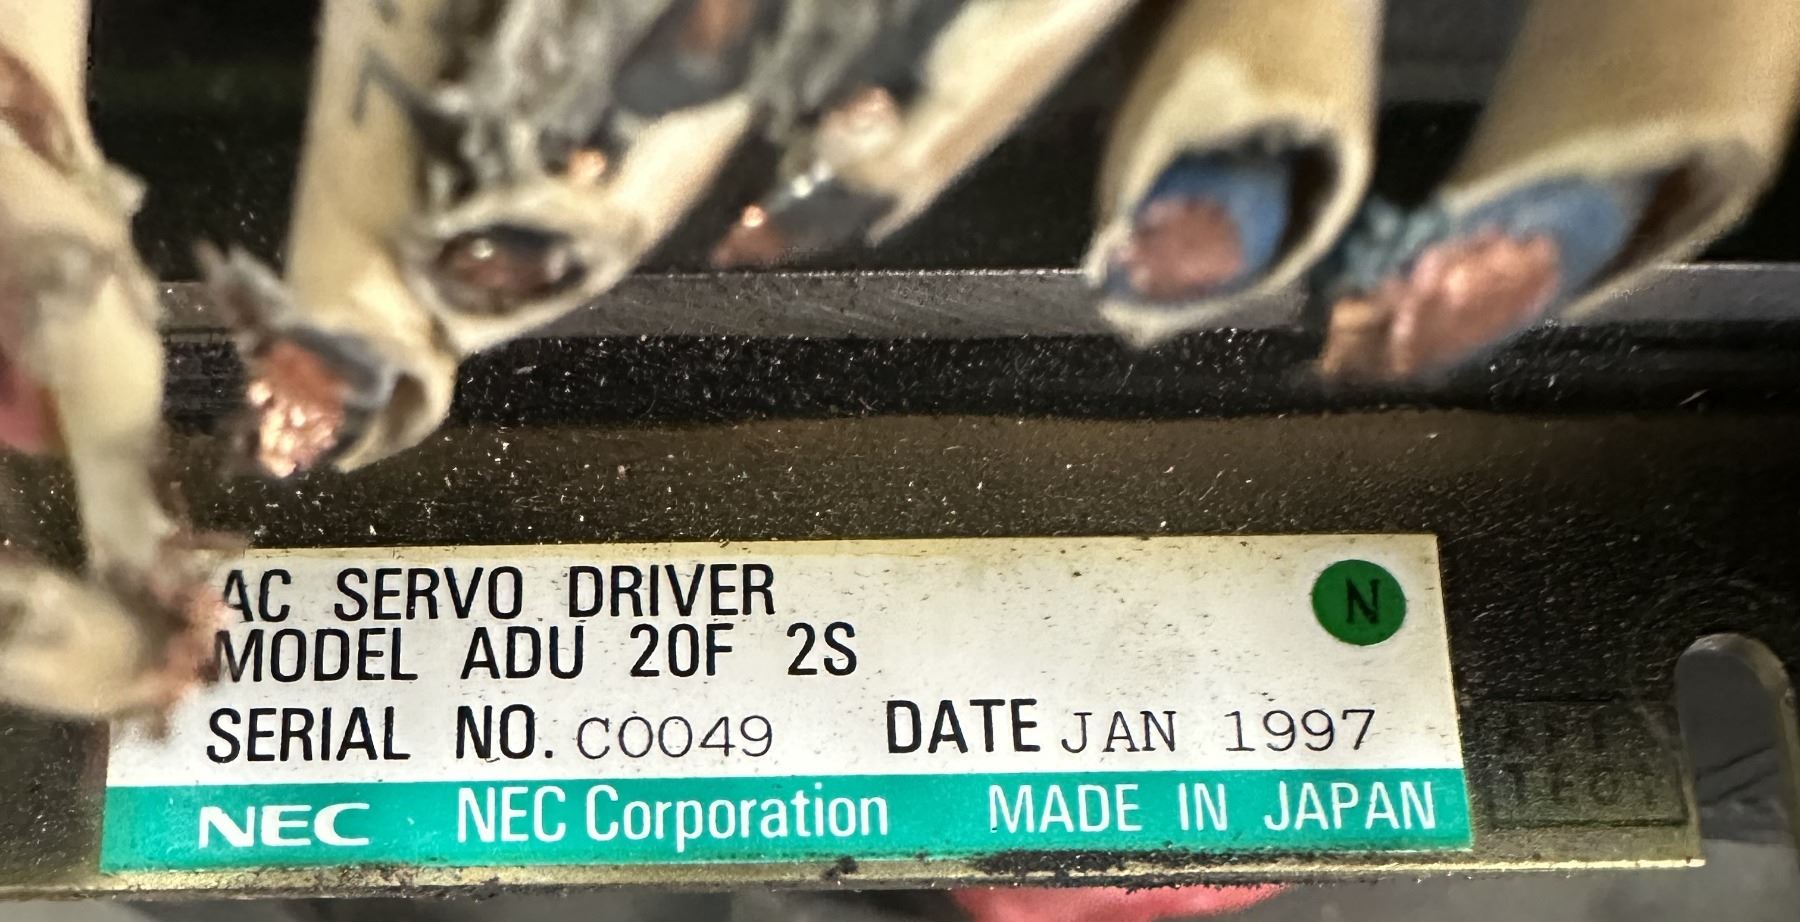 AC SERVO DRIVER
N
MODEL ADU 20F 2S
SERIAL NO. C0049 DATE JAN 1997
NEC NEC Corporation MADE IN JAPAN